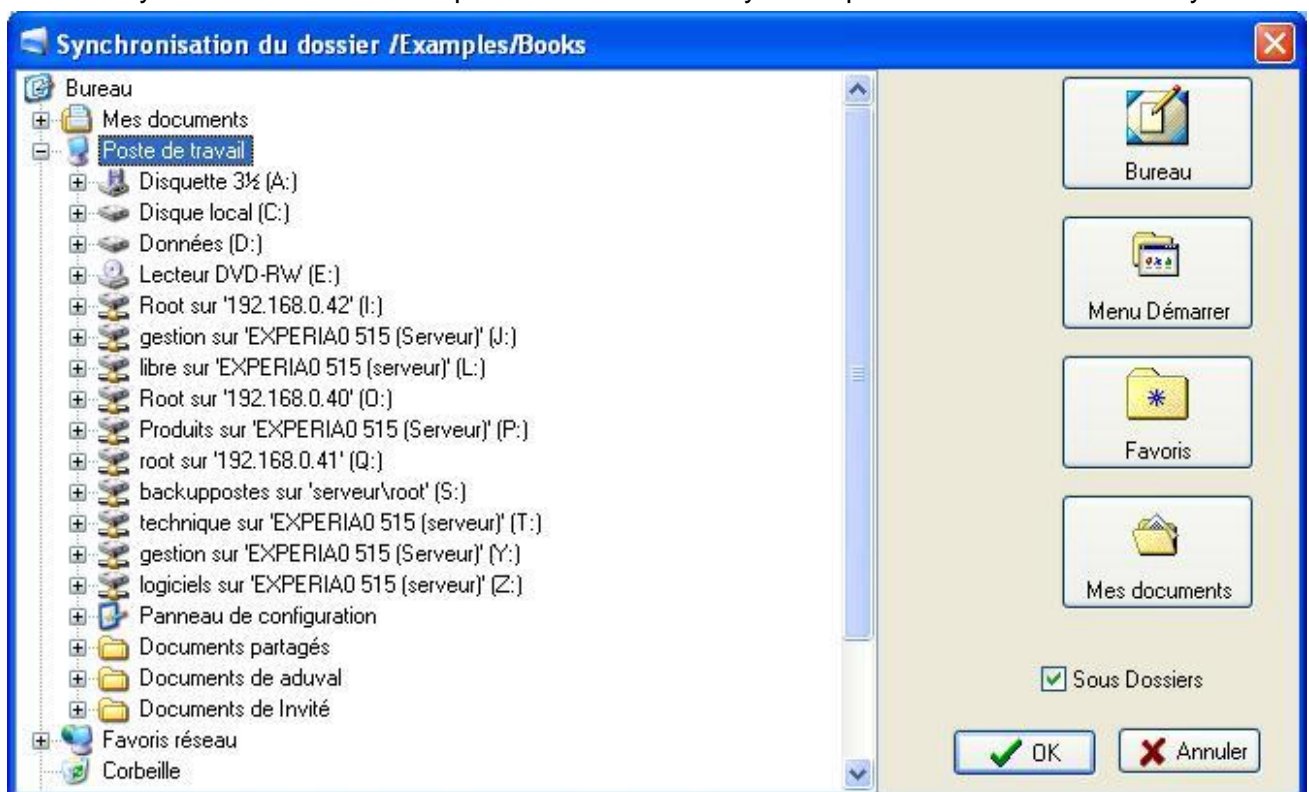 Synchronisation du dossier /Examples/Books
Bureau
Mes documents
Poste de travail
Disquette 3½ (A:)
Disque local (C:)
Données (D:)
Lecteur DVD-RW (E:)
Root sur '192.168.0.42' (I:)
gestion sur 'EXPERIA0 515 (Serveur)' (J:)
libre sur 'EXPERIA0 515 (serveur)' (L:)
Root sur '192.168.0.40' (O:)
Produits sur 'EXPERIA0 515 (Serveur)' (P:)
root sur '192.168.0.41' (Q:)
backuppostes sur 'serveur\root' (S:)
technique sur 'EXPERIA0 515 (serveur)' (T:)
gestion sur 'EXPERIA0 515 (Serveur)' (Y:)
logiciels sur 'EXPERIA0 515 (serveur)' (Z:)
Panneau de configuration
Documents partagés
Documents de aduval
Documents de Invité
Favoris réseau
Corbeille
Bureau
Menu Démarrer
Favoris
Mes documents
Sous Dossiers
OK
Annuler